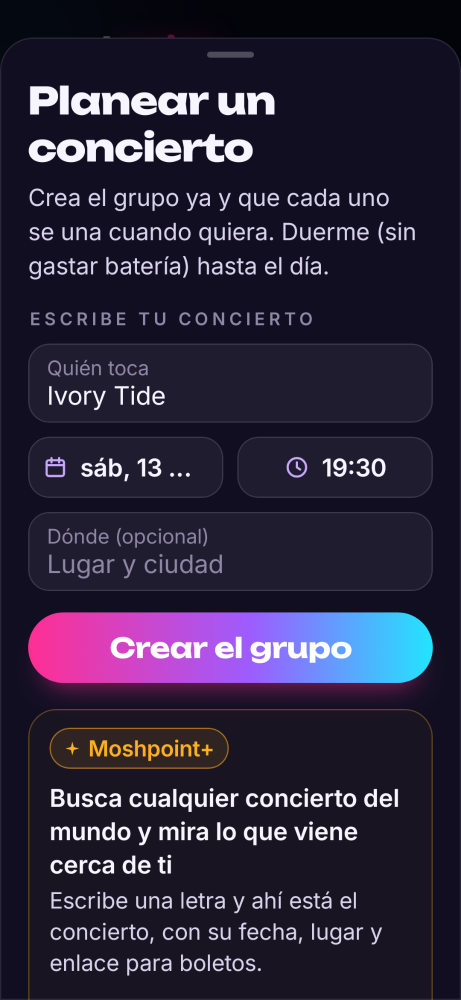 Planear un
concierto
Crea el grupo ya y que cada uno
se una cuando quiera. Duerme (sin
gastar batería) hasta el día.
ESCRIBE TU CONCIERTO
Quién toca
Ivory Tide
sáb, 13 ...
19:30
Dónde (opcional)
Lugar y ciudad
Crear el grupo
Moshpoint+
Busca cualquier concierto del
mundo y mira lo que viene
cerca de ti
Escribe una letra y ahí está el
concierto, con su fecha, lugar y
enlace para boletos.